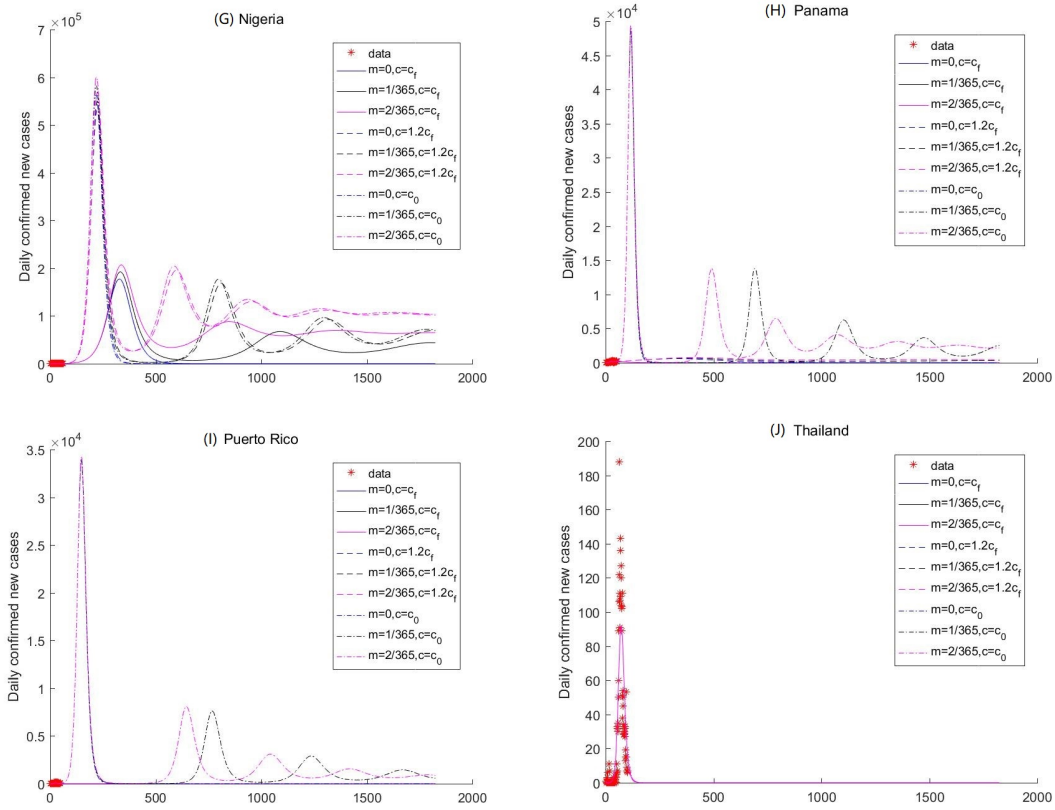 (G) Nigeria
×10^5
Daily confirmed new cases
7
6
5
4
3
2
1
0
0 500 1000 1500 2000
data
m=0,c=c_f
m=1/365,c=c_f
m=2/365,c=c_f
m=0,c=1.2c_f
m=1/365,c=1.2c_f
m=2/365,c=1.2c_f
m=0,c=c_0
m=1/365,c=c_0
m=2/365,c=c_0
(H) Panama
×10^4
Daily confirmed new cases
5
4.5
4
3.5
3
2.5
2
1.5
1
0.5
0
0 500 1000 1500 2000
data
m=0,c=c_f
m=1/365,c=c_f
m=2/365,c=c_f
m=0,c=1.2c_f
m=1/365,c=1.2c_f
m=2/365,c=1.2c_f
m=0,c=c_0
m=1/365,c=c_0
m=2/365,c=c_0
(I) Puerto Rico
×10^4
Daily confirmed new cases
3.5
3
2.5
2
1.5
1
0.5
0
0 500 1000 1500 2000
data
m=0,c=c_f
m=1/365,c=c_f
m=2/365,c=c_f
m=0,c=1.2c_f
m=1/365,c=1.2c_f
m=2/365,c=1.2c_f
m=0,c=c_0
m=1/365,c=c_0
m=2/365,c=c_0
(J) Thailand
Daily confirmed new cases
200
180
160
140
120
100
80
60
40
20
0
0 500 1000 1500 2000
data
m=0,c=c_f
m=1/365,c=c_f
m=2/365,c=c_f
m=0,c=1.2c_f
m=1/365,c=1.2c_f
m=2/365,c=1.2c_f
m=0,c=c_0
m=1/365,c=c_0
m=2/365,c=c_0